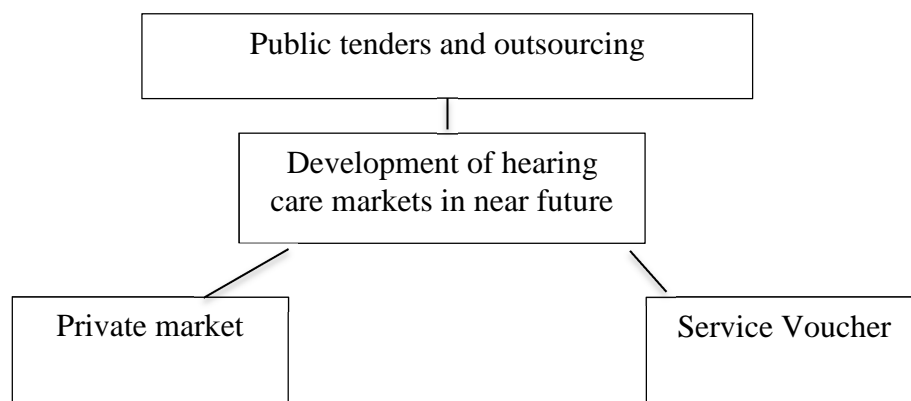 Public tenders and outsourcing
Development of hearing
care markets in near future
Private market
Service Voucher